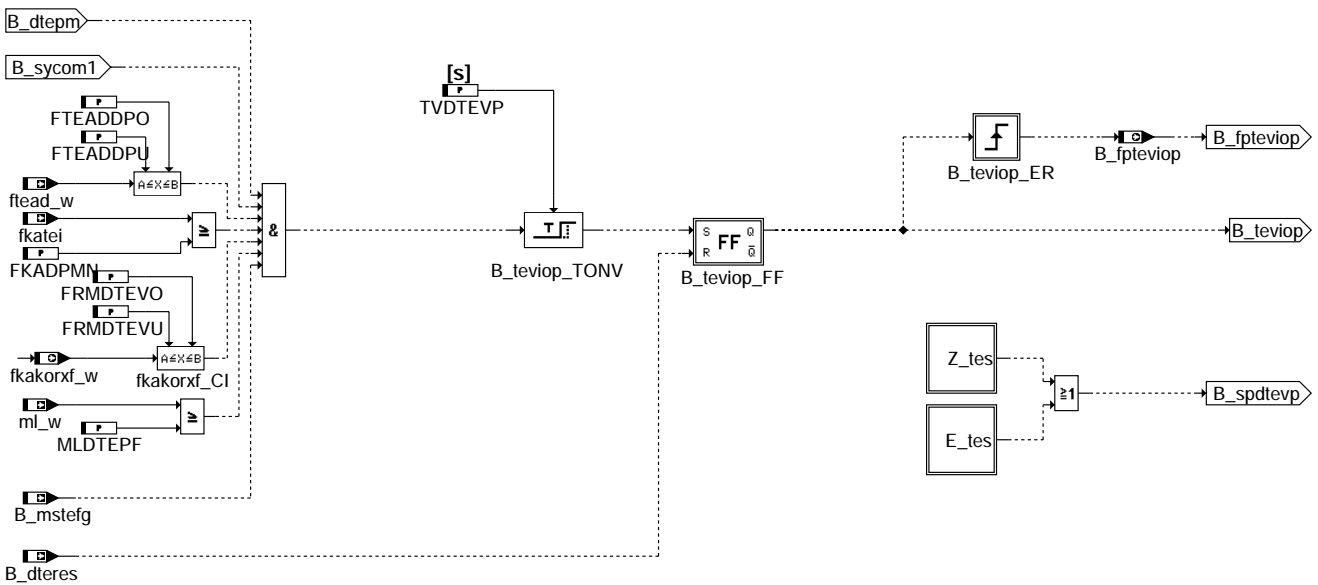 B_dtepm
B_sycom1
[s]
P
TVDTEVP
P
FTEADDPO
P
FTEADDPU
A≤X≤B
ftead_w
fkatei
≥
P
FKADPMN
&
P
FRMDTEVO
P
FRMDTEVU
A≤X≤B
fkakorxf_w
fkakorxf_CI
ml_w
≥
P
MLDTEPF
B_mstefg
B_dteres
T
B_teviop_TONV
S Q
FF
R Q̅
B_teviop_FF
B_teviop_ER
B_fpteviop
B_fpteviop
B_teviop
Z_tes
≥1
B_spdtevp
E_tes